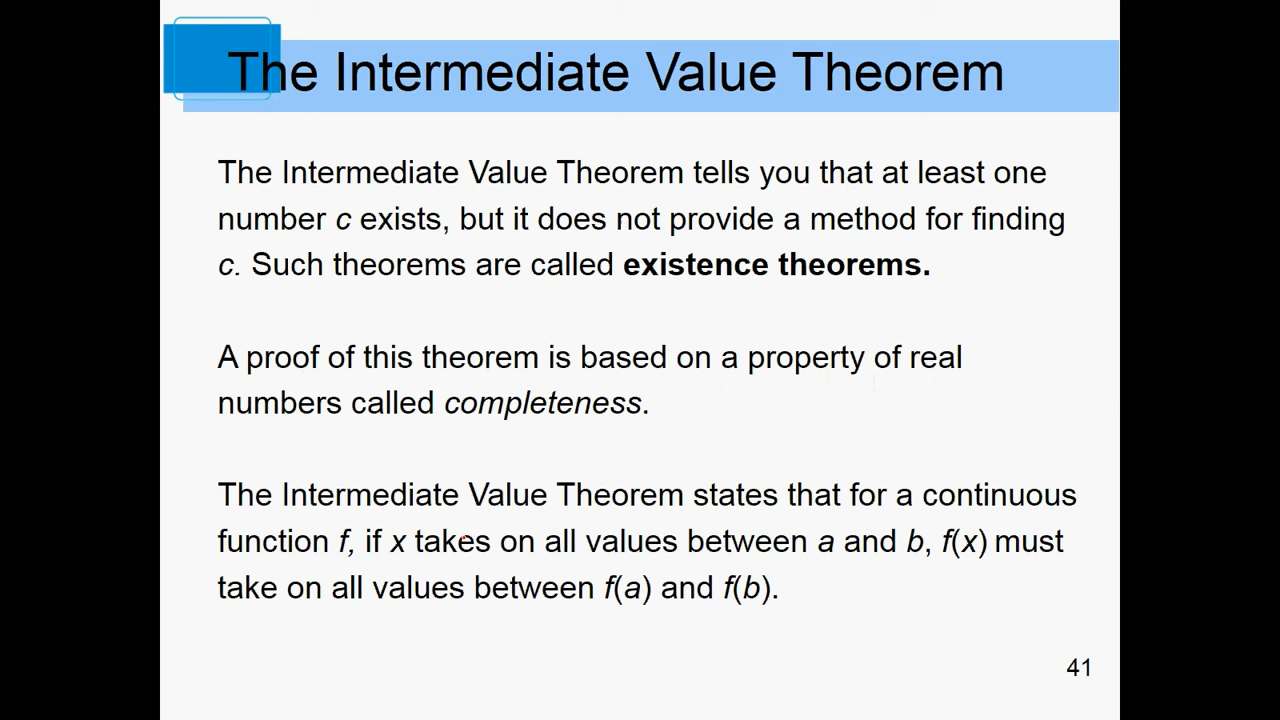 The Intermediate Value Theorem
The Intermediate Value Theorem tells you that at least one
number c exists, but it does not provide a method for finding
c. Such theorems are called existence theorems.
A proof of this theorem is based on a property of real
numbers called completeness.
The Intermediate Value Theorem states that for a continuous
function f, if x takes on all values between a and b, f(x) must
take on all values between f(a) and f(b).
41